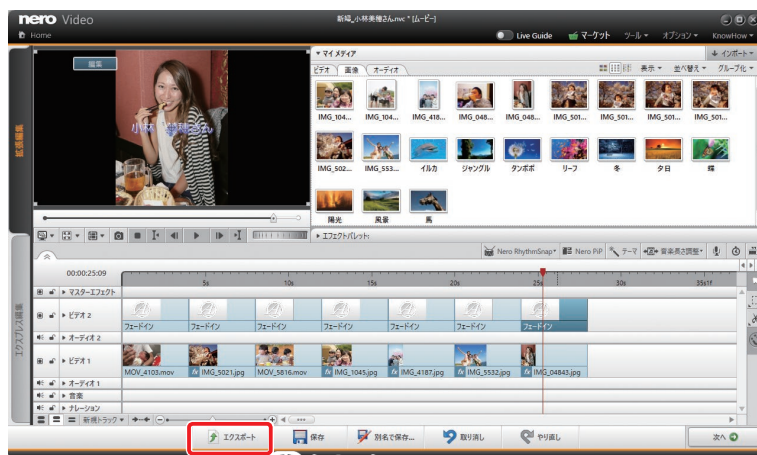 nero Video
新婦_小林美穂さん.nvc * [ムービー]
Home
Live Guide
マーケット
ツール
オプション
KnowHow
マイ メディア
インポート
ビデオ
画像
オーディオ
表示
並べ替え
グループ化
編集
小林 美穂さん
IMG_104...
IMG_104...
IMG_418...
IMG_048...
IMG_048...
IMG_501...
IMG_501...
IMG_501...
IMG_501...
IMG_502...
IMG_553...
イルカ
ジャングル
タンポポ
リーフ
冬
夕日
蝶
陽光
風景
馬
拡張編集
エフェクトパレット:
Nero RhythmSnap
Nero PiP
テーマ
音楽長さ調整
エクスプレス編集
00:00:25:09
5s
10s
15s
20s
25s
30s
35s1f
マスターエフェクト
ビデオ 2
フェードイン
フェードイン
フェードイン
フェードイン
フェードイン
フェードイン
オーディオ 2
ビデオ 1
MOV_4103.mov
fx IMG_5021.jpg
MOV_5816.mov
fx IMG_1045.jpg
fx IMG_4187.jpg
fx IMG_5532.jpg
fx IMG_04843.jpg
オーディオ 1
音楽
ナレーション
新規トラック
エクスポート
保存
別名で保存...
取り消し
やり直し
次へ